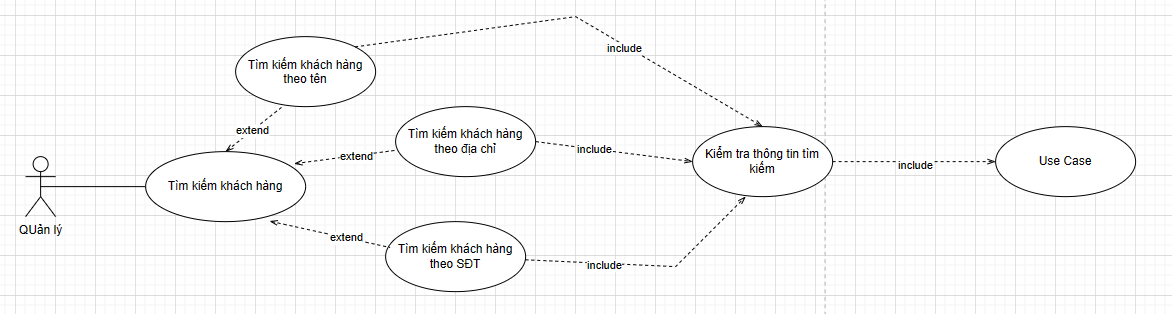 Tìm kiếm khách hàng
theo tên
include
extend
Tìm kiếm khách hàng
theo địa chỉ
extend
include
Kiểm tra thông tin tìm
kiếm
include
Use Case
Tìm kiếm khách hàng
QUản lý
extend
Tìm kiếm khách hàng
theo SĐT
include